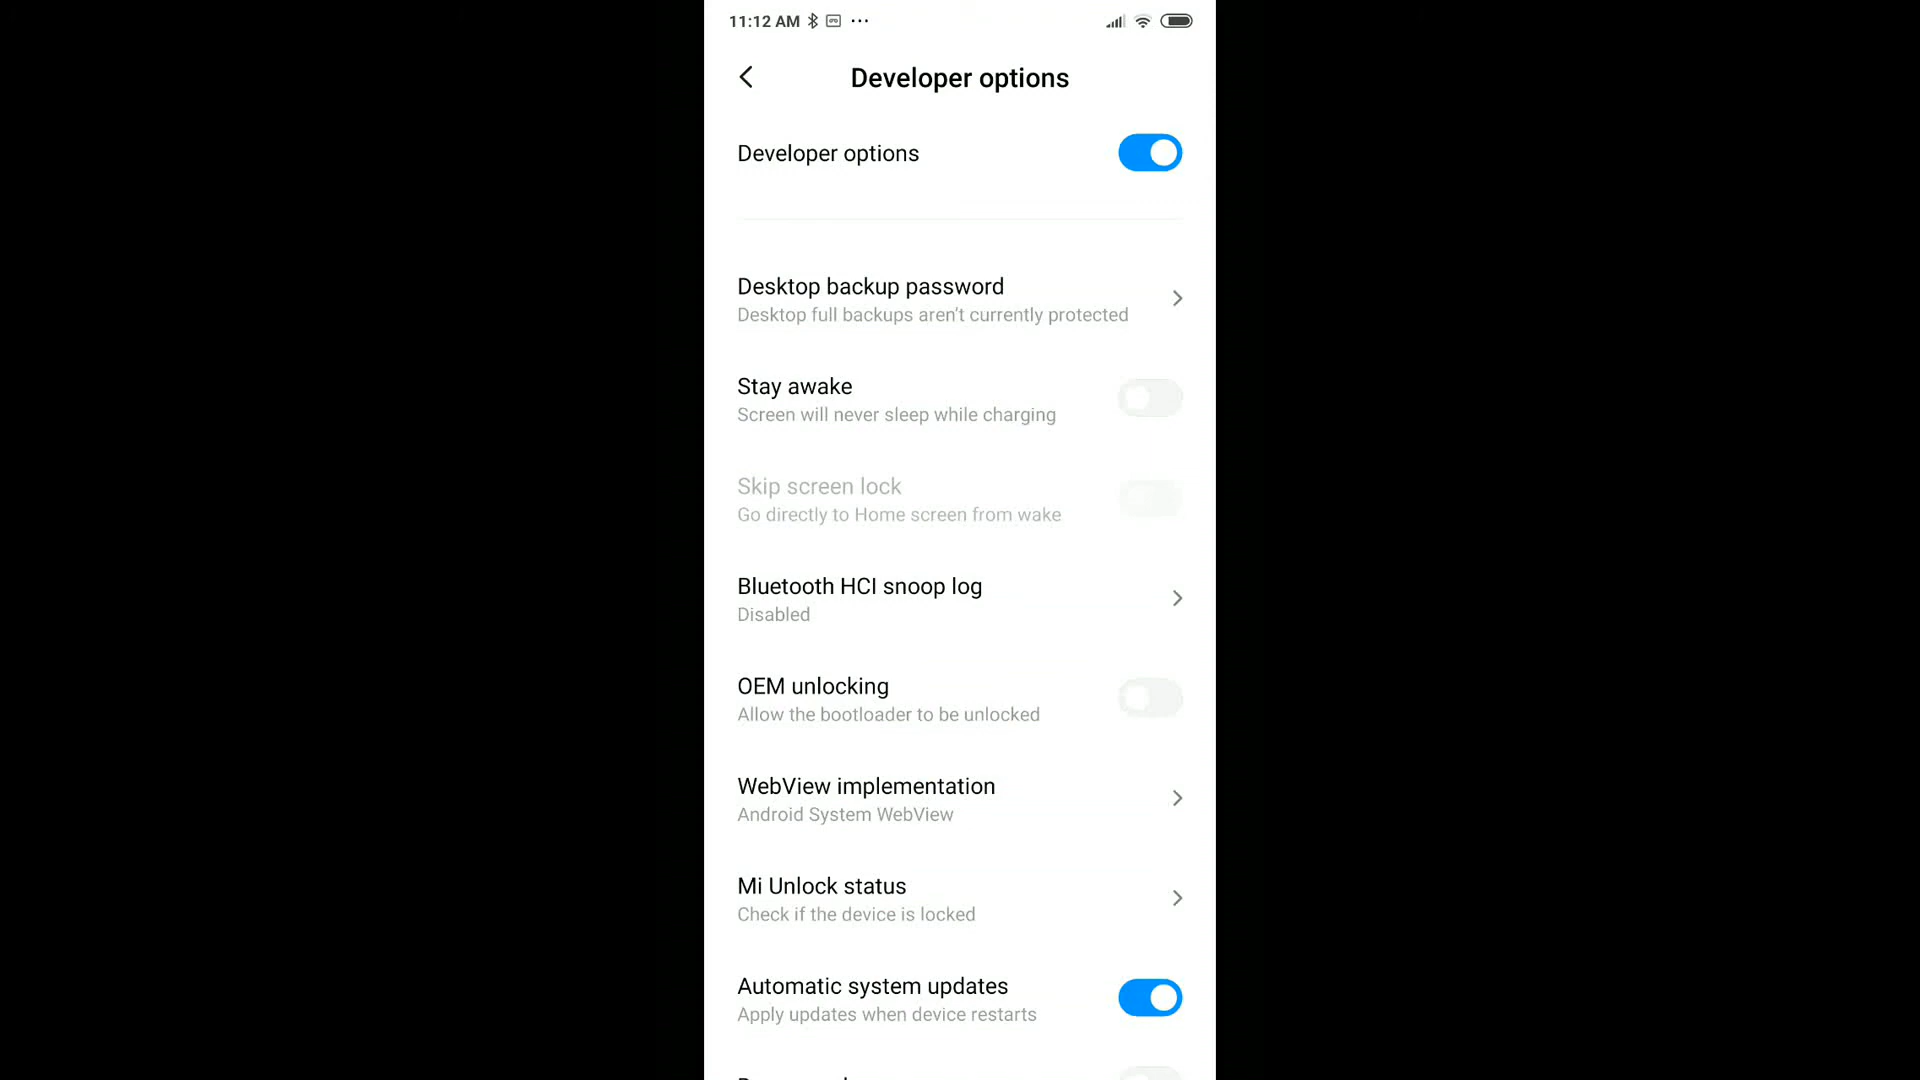 11:12 AM
Developer options
Developer options
Desktop backup password
Desktop full backups aren't currently protected
Stay awake
Screen will never sleep while charging
Skip screen lock
Go directly to Home screen from wake
Bluetooth HCI snoop log
Disabled
OEM unlocking
Allow the bootloader to be unlocked
WebView implementation
Android System WebView
Mi Unlock status
Check if the device is locked
Automatic system updates
Apply updates when device restarts